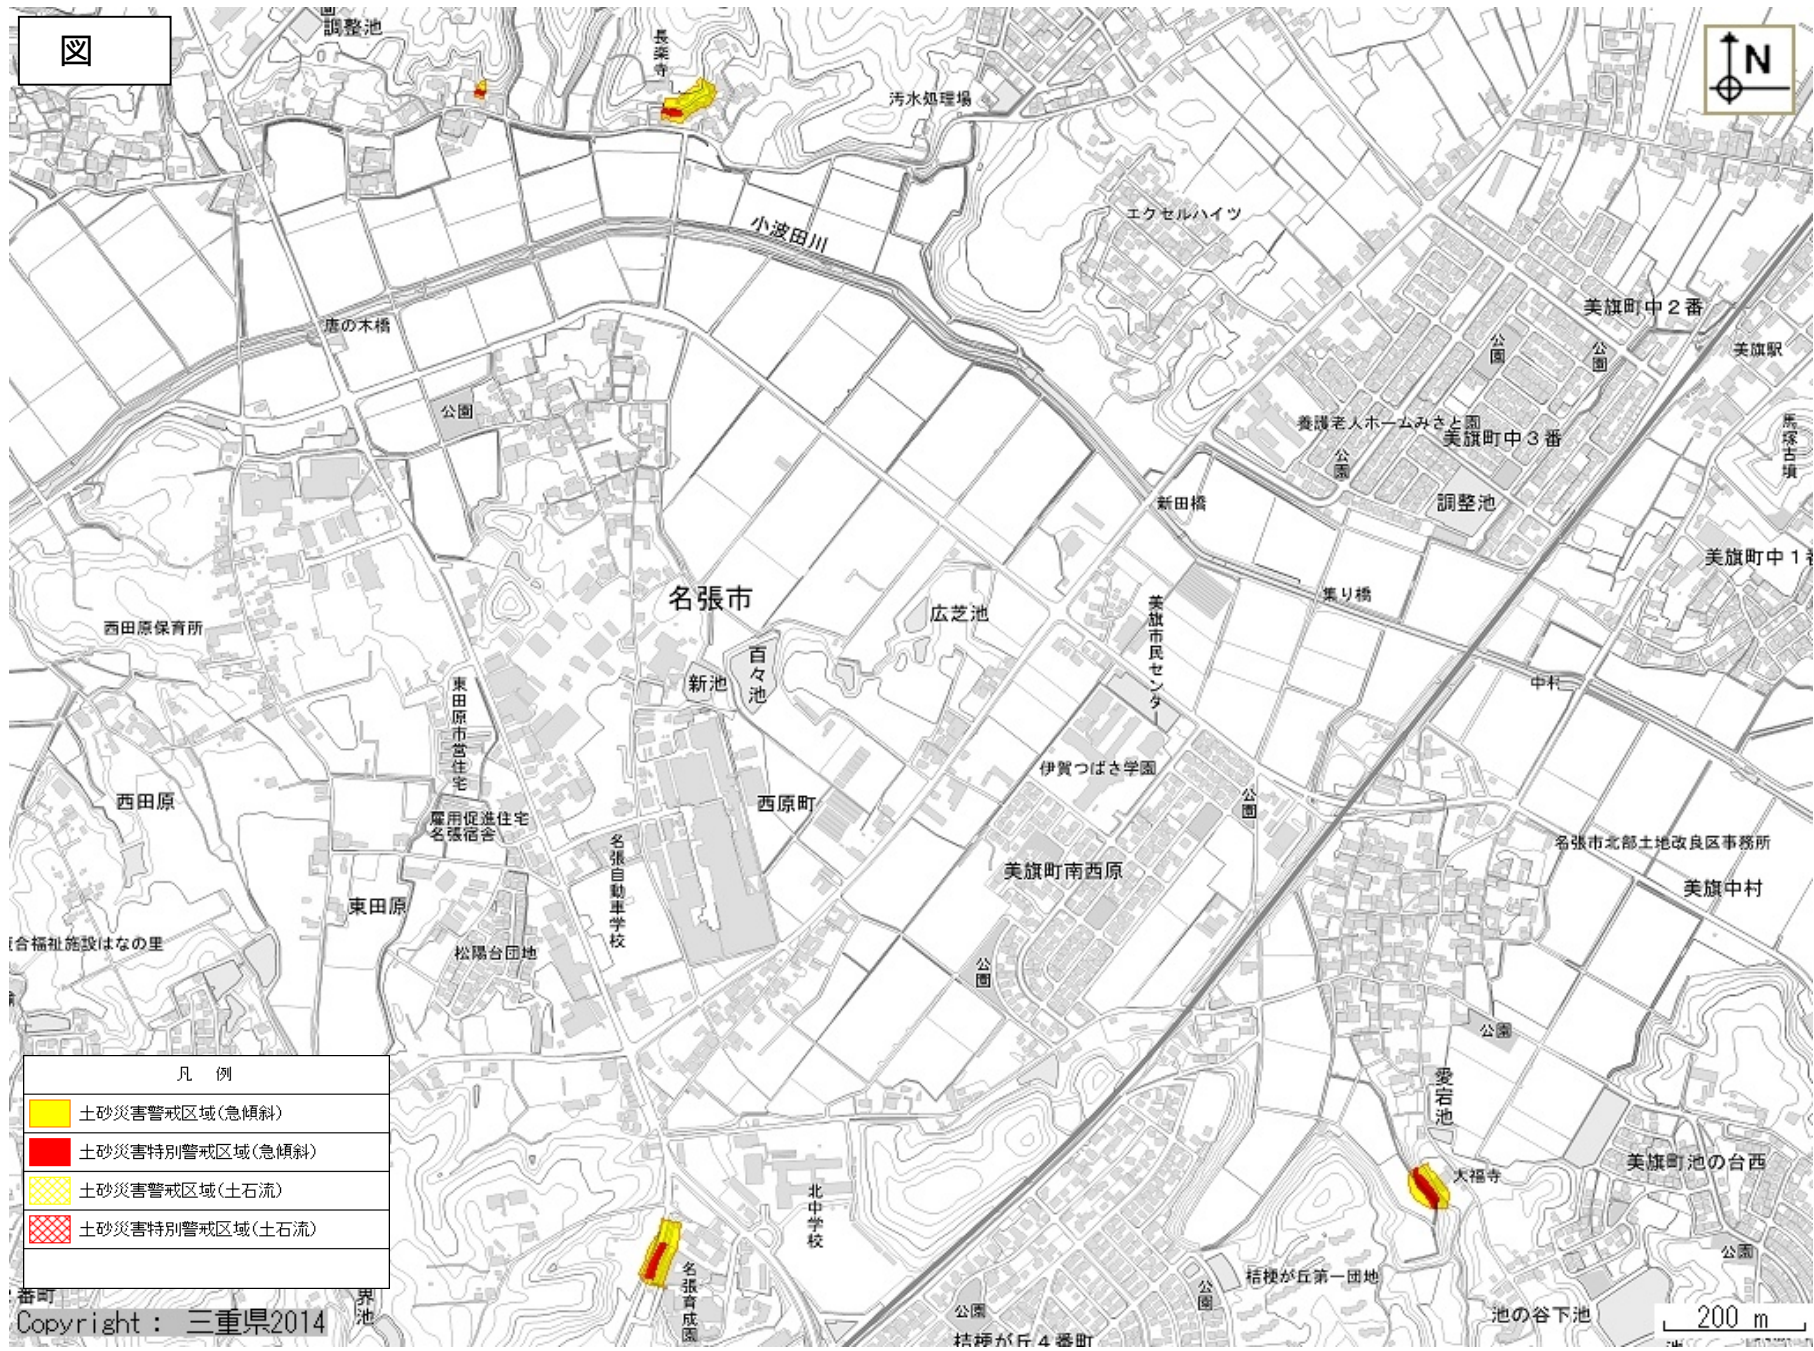 図
調整池
長楽寺
汚水処理場
N
エクセルハイツ
小波田川
美旗町中2番
唐の木橋
公園
公園
美旗駅
公園
養護老人ホームみさと園
美旗町中3番
馬塚古墳
公園
新田橋
調整池
美旗町中1番
名張市
集り橋
広芝池
美旗市民センター
西田原保育所
百々池
新池
中村
東田原市営住宅
伊賀つばさ学園
西田原
西原町
公園
雇用促進住宅
名張宿舎
名張市北部土地改良区事務所
名張自動車学校
美旗町南西原
美旗中村
東田原
合福祉施設はなの里
松陽台団地
公園
公園
愛宕池
凡 例
土砂災害警戒区域(急傾斜)
土砂災害特別警戒区域(急傾斜)
土砂災害警戒区域(土石流)
土砂災害特別警戒区域(土石流)
美旗町池の台西
大福寺
北中学校
公園
名張育成園
桔梗が丘第一団地
公園
番町
界池
公園
池の谷下池
200 m
Copyright : 三重県2014
桔梗が丘4番町